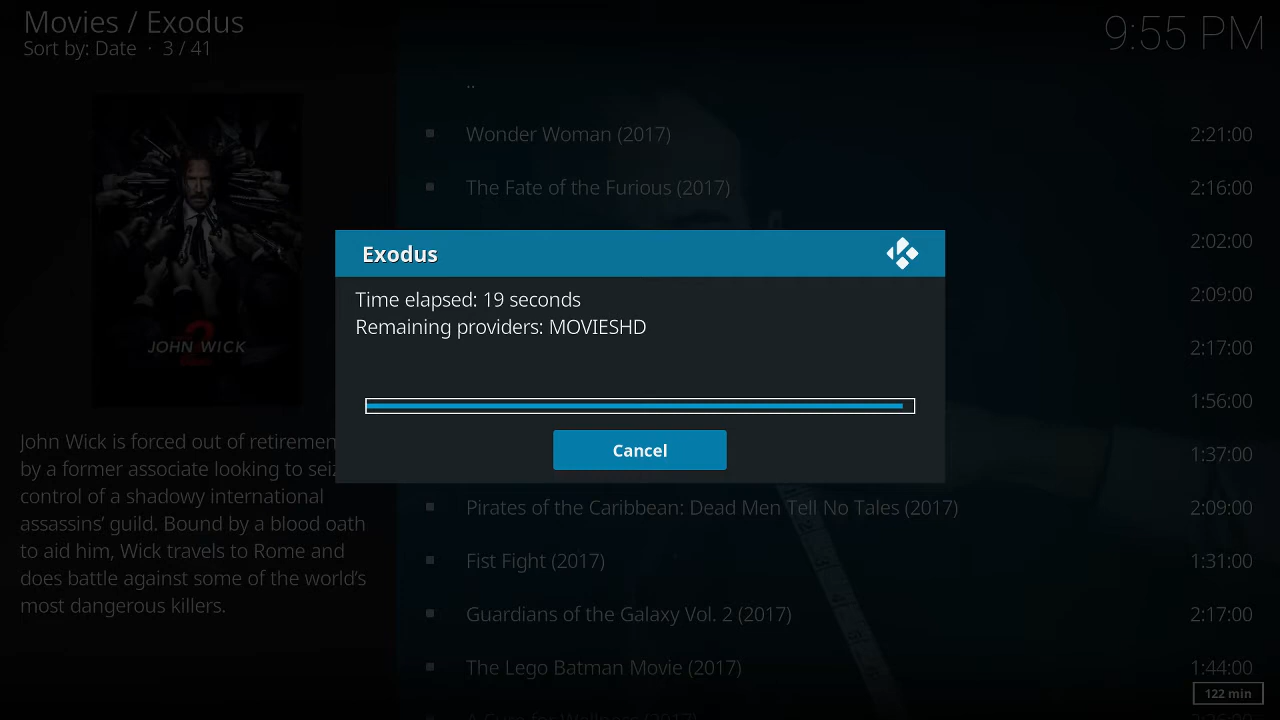 Movies / Exodus
Sort by: Date · 3 / 41
9:55 PM
..
Wonder Woman (2017) 2:21:00
The Fate of the Furious (2017) 2:16:00
2:02:00
2:09:00
2:17:00
1:56:00
1:37:00
Exodus
Time elapsed: 19 seconds
Remaining providers: MOVIESHD
Cancel
JOHN WICK
2
John Wick is forced out of retiremen
by a former associate looking to seiz
control of a shadowy international
assassins' guild. Bound by a blood oath
to aid him, Wick travels to Rome and
does battle against some of the world's
most dangerous killers.
Pirates of the Caribbean: Dead Men Tell No Tales (2017) 2:09:00
Fist Fight (2017) 1:31:00
Guardians of the Galaxy Vol. 2 (2017) 2:17:00
The Lego Batman Movie (2017) 1:44:00
122 min